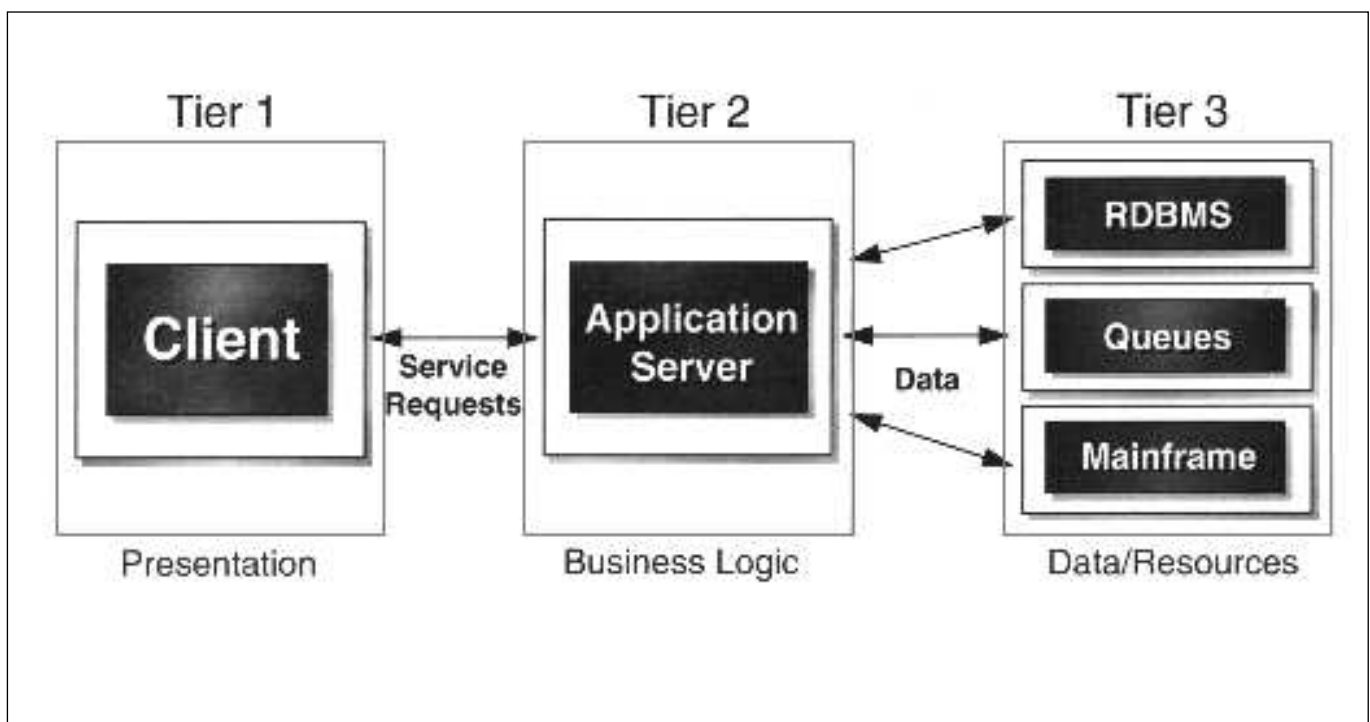 Tier 1
Tier 2
Tier 3
Client
Service
Requests
Application
Server
Data
RDBMS
Queues
Mainframe
Presentation
Business Logic
Data/Resources